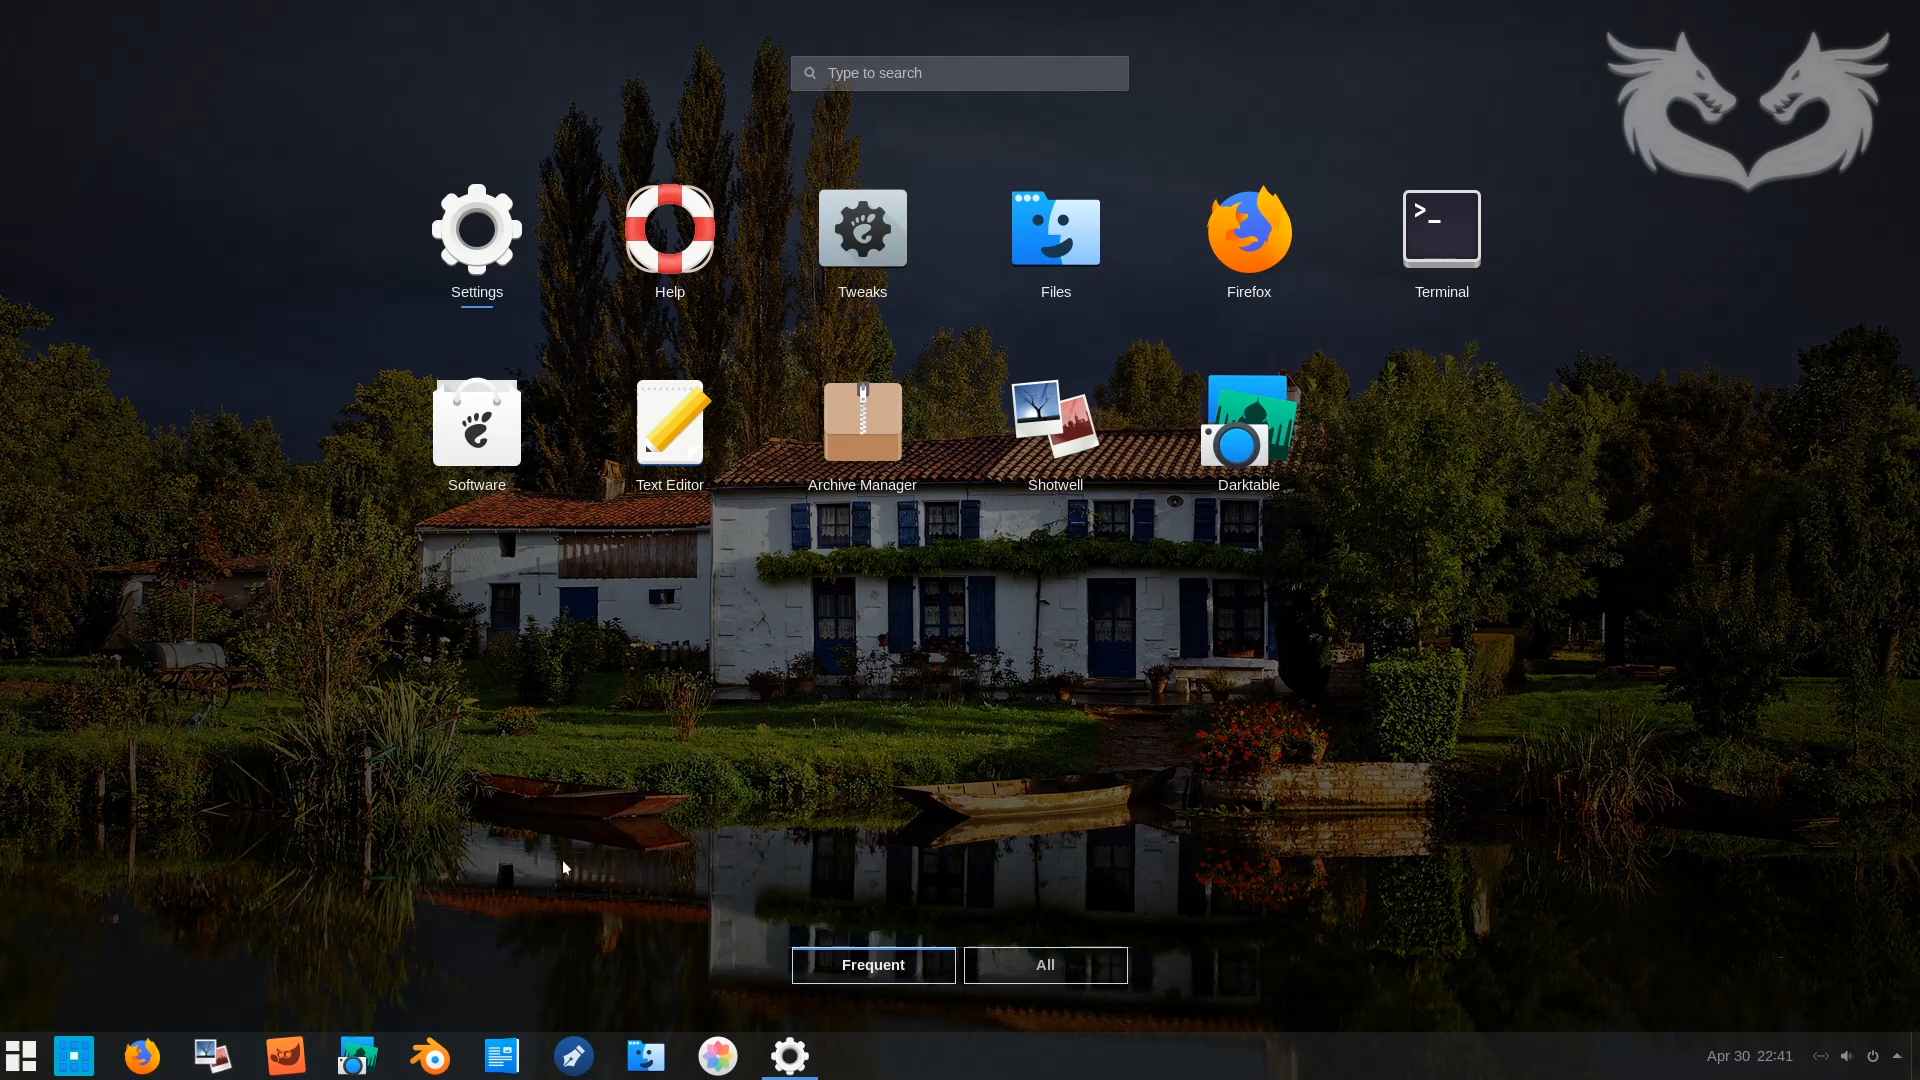 Type to search
Settings
Help
Tweaks
Files
Firefox
Terminal
>_
Software
Text Editor
Archive Manager
Shotwell
Darktable
Frequent
All
Apr 30 22:41